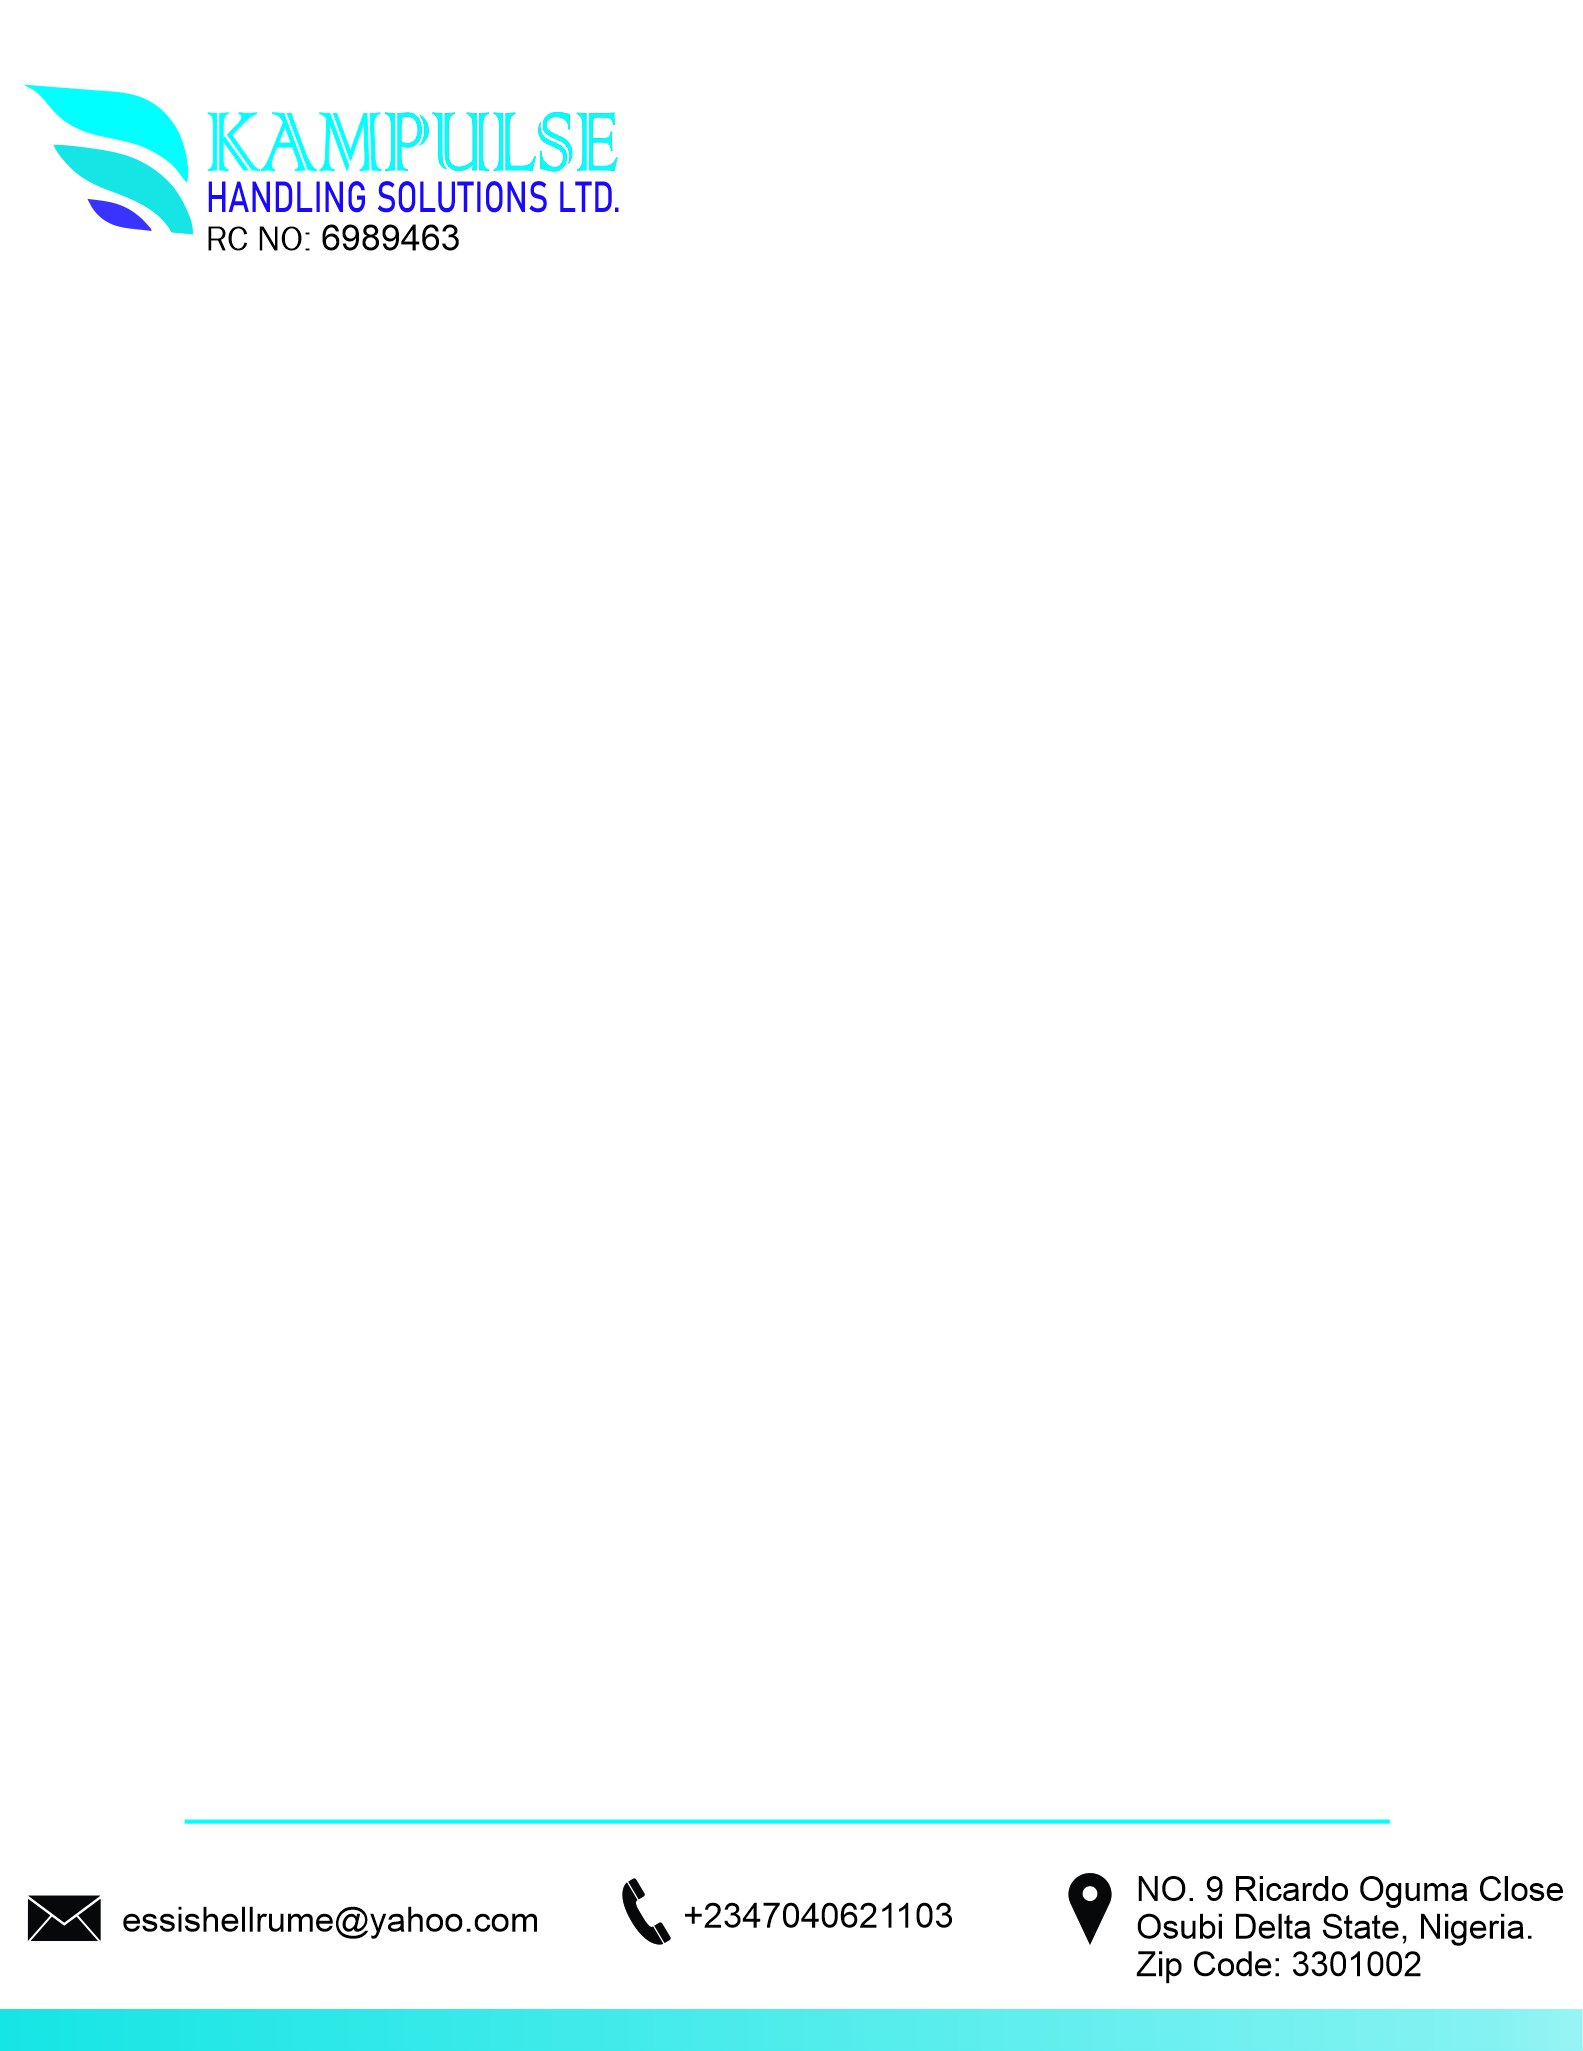 KAMPULSE
HANDLING SOLUTIONS LTD.
RC NO: 6989463
essishellrume@yahoo.com
+2347040621103
NO. 9 Ricardo Oguma Close
Osubi Delta State, Nigeria.
Zip Code: 3301002